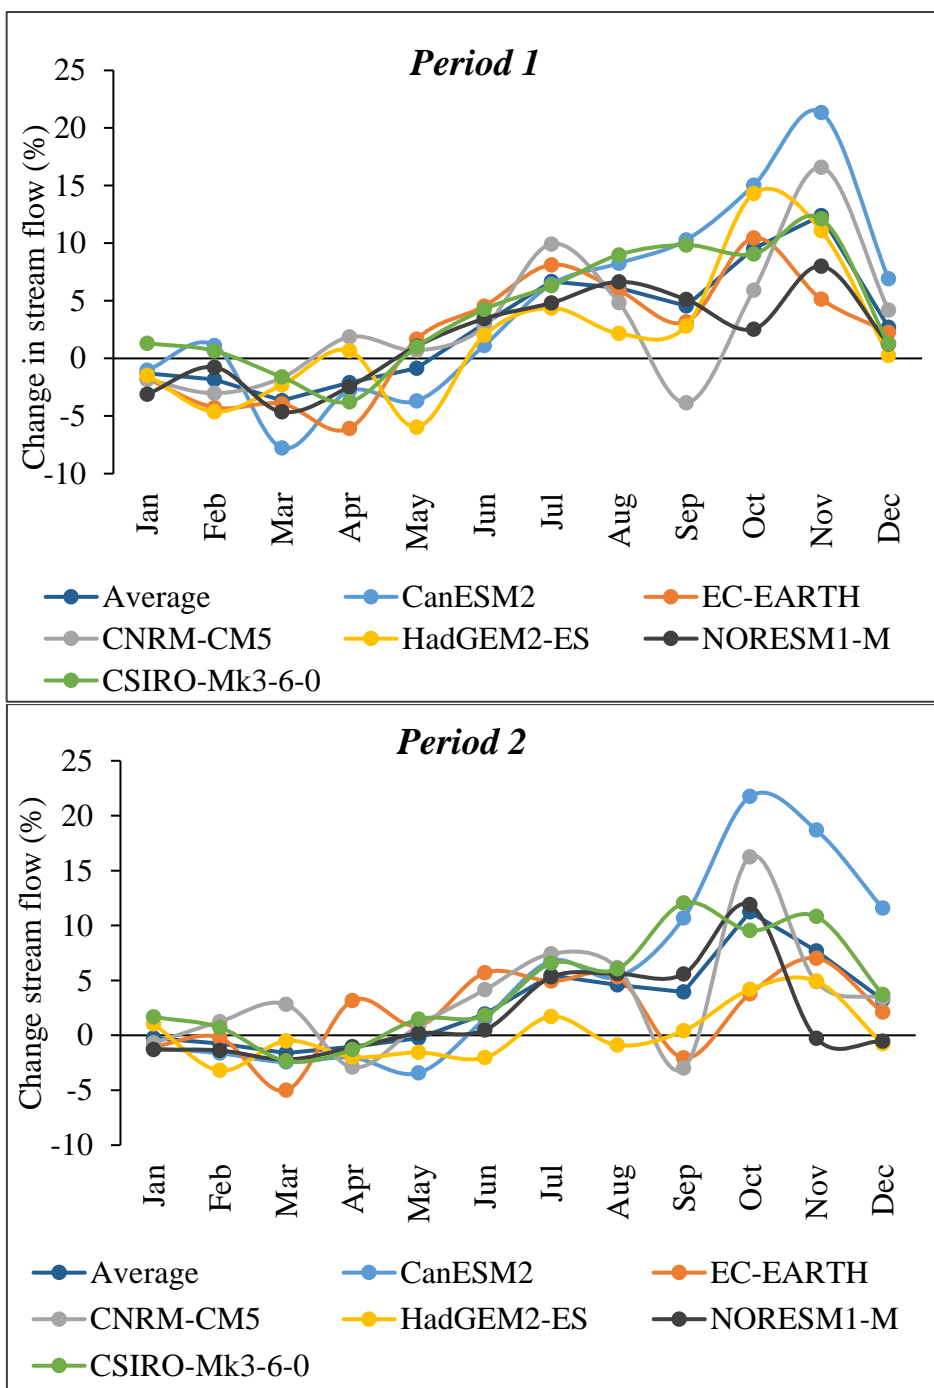 Period 1
Change in stream flow (%)
25
20
15
10
5
0
-5
-10
Jan Feb Mar Apr May Jun Jul Aug Sep Oct Nov Dec
Average CanESM2 EC-EARTH
CNRM-CM5 HadGEM2-ES NORESM1-M
CSIRO-Mk3-6-0
Period 2
Change stream flow (%)
25
20
15
10
5
0
-5
-10
Jan Feb Mar Apr May Jun Jul Aug Sep Oct Nov Dec
Average CanESM2 EC-EARTH
CNRM-CM5 HadGEM2-ES NORESM1-M
CSIRO-Mk3-6-0